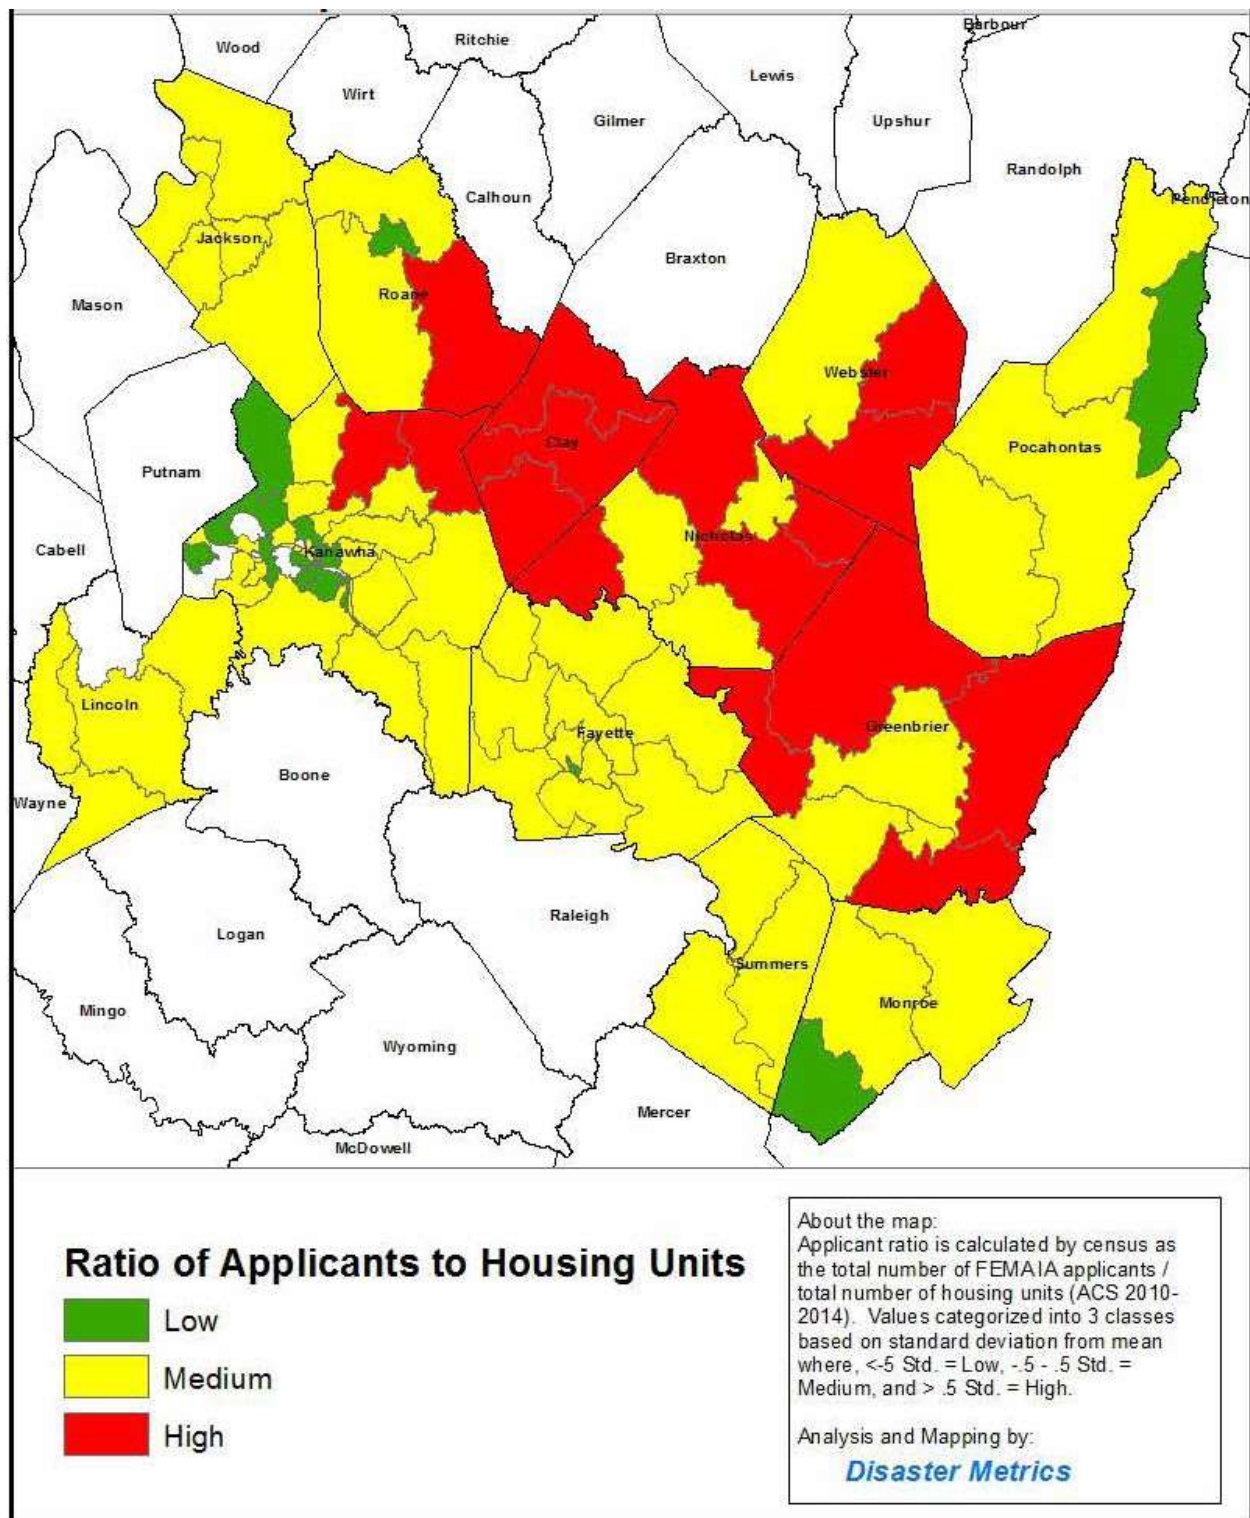 Barbour
Wood
Ritchie
Lewis
Wirt
Gilmer
Upshur
Randolph
Pendleton
Calhoun
Jackson
Braxton
Roane
Mason
Webster
Clay
Pocahontas
Putnam
Nicholas
Cabell
Kanawha
Lincoln
Greenbrier
Fayette
Boone
Wayne
Raleigh
Logan
Summers
Monroe
Mingo
Wyoming
Mercer
McDowell
Ratio of Applicants to Housing Units
Low
Medium
High
About the map:
Applicant ratio is calculated by census as
the total number of FEMA IA applicants /
total number of housing units (ACS 2010-
2014). Values categorized into 3 classes
based on standard deviation from mean
where, <-5 Std. = Low, -.5 - .5 Std. =
Medium, and > .5 Std. = High.
Analysis and Mapping by:
Disaster Metrics